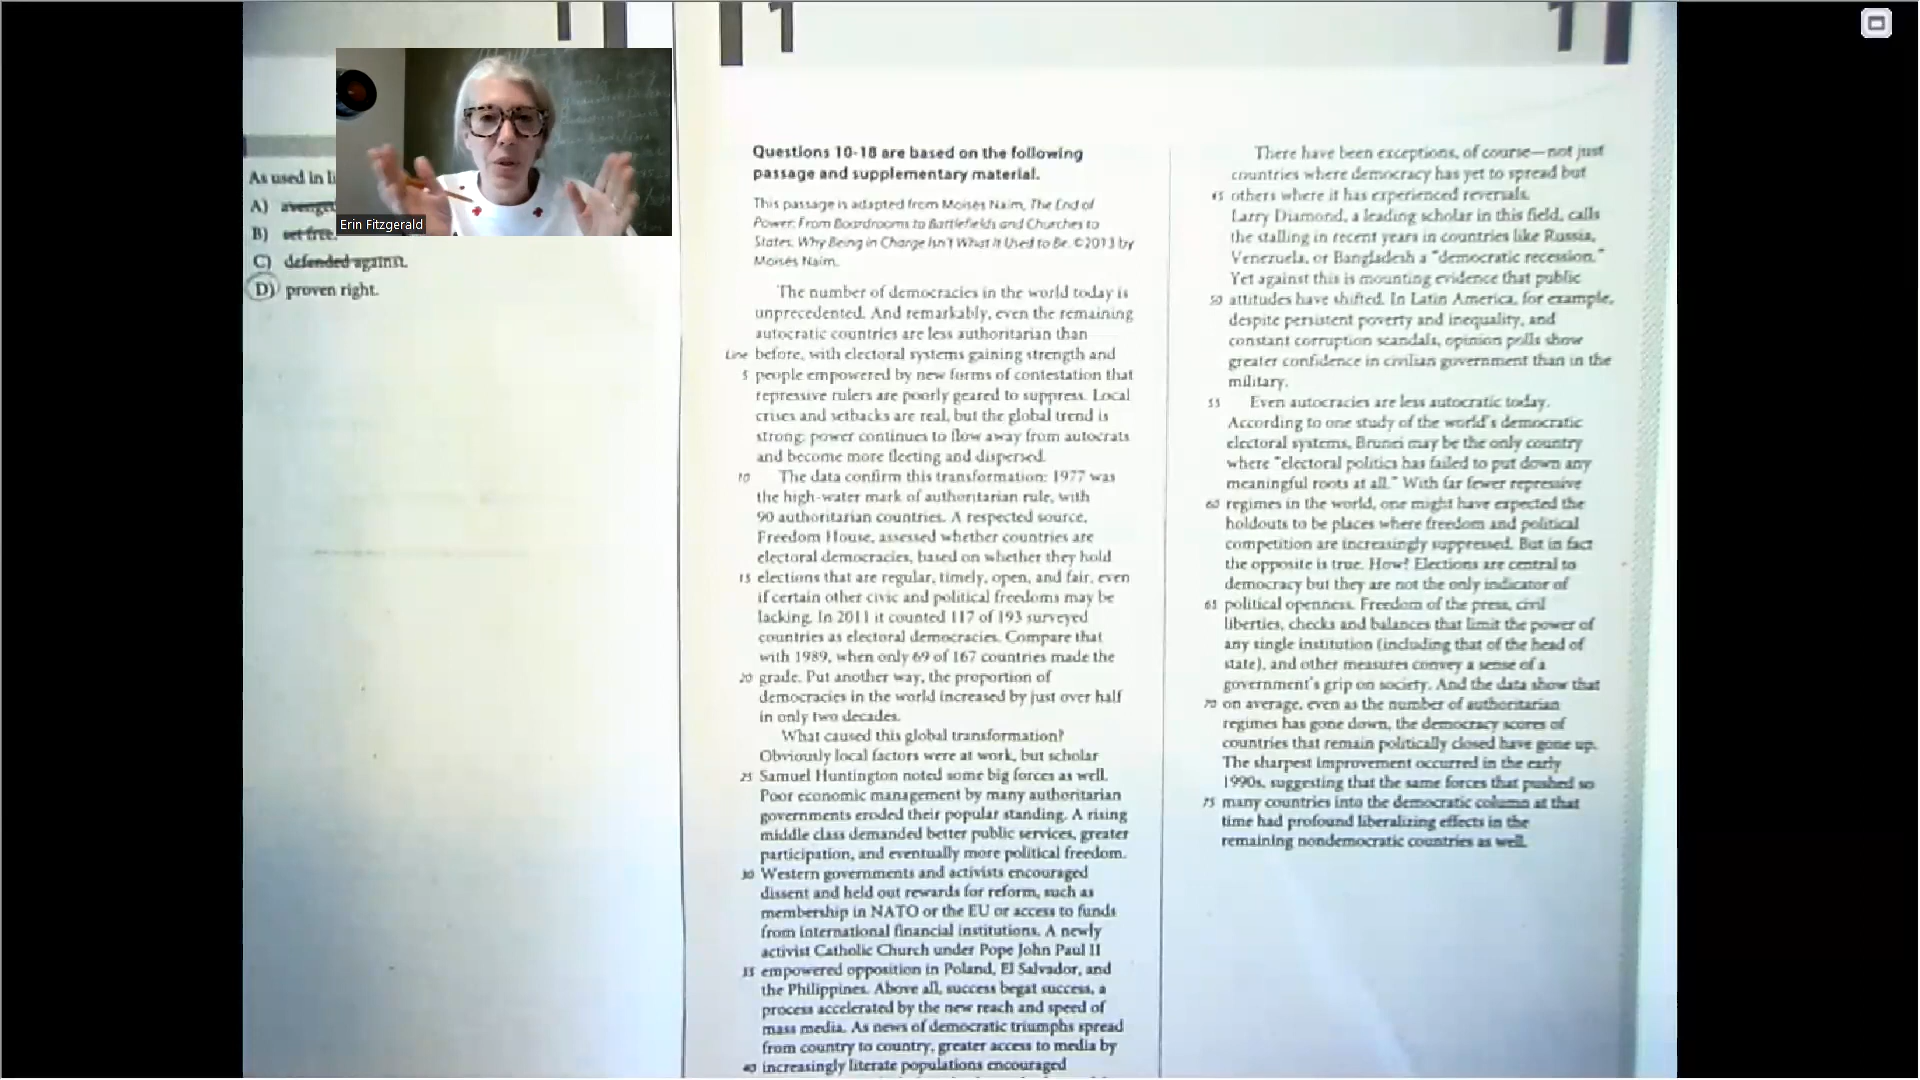 1
1
As used in li
A) avenged
B) set free.
C) defended against.
D) proven right.
Erin Fitzgerald
Questions 10-18 are based on the following
passage and supplementary material.
This passage is adapted from Moisés Naím, The End of
Power: From Boardrooms to Battlefields and Churches to
States, Why Being in Charge Isn't What It Used to Be. ©2013 by
Moisés Naím.
The number of democracies in the world today is
unprecedented. And remarkably, even the remaining
autocratic countries are less authoritarian than
Line before, with electoral systems gaining strength and
5 people empowered by new forms of contestation that
repressive rulers are poorly geared to suppress. Local
crises and setbacks are real, but the global trend is
strong: power continues to flow away from autocrats
and become more fleeting and dispersed.
10 The data confirm this transformation: 1977 was
the high-water mark of authoritarian rule, with
90 authoritarian countries. A respected source,
Freedom House, assessed whether countries are
electoral democracies, based on whether they hold
15 elections that are regular, timely, open, and fair, even
if certain other civic and political freedoms may be
lacking. In 2011 it counted 117 of 193 surveyed
countries as electoral democracies. Compare that
with 1989, when only 69 of 167 countries made the
20 grade. Put another way, the proportion of
democracies in the world increased by just over half
in only two decades.
What caused this global transformation?
Obviously local factors were at work, but scholar
25 Samuel Huntington noted some big forces as well.
Poor economic management by many authoritarian
governments eroded their popular standing. A rising
middle class demanded better public services, greater
participation, and eventually more political freedom.
30 Western governments and activists encouraged
dissent and held out rewards for reform, such as
membership in NATO or the EU or access to funds
from international financial institutions. A newly
activist Catholic Church under Pope John Paul II
35 empowered opposition in Poland, El Salvador, and
the Philippines. Above all, success begat success, a
process accelerated by the new reach and speed of
mass media. As news of democratic triumphs spread
from country to country, greater access to media by
40 increasingly literate populations encouraged
There have been exceptions, of course—not just
countries where democracy has yet to spread but
45 others where it has experienced reversals.
Larry Diamond, a leading scholar in this field, calls
the stalling in recent years in countries like Russia,
Venezuela, or Bangladesh a "democratic recession."
Yet against this is mounting evidence that public
50 attitudes have shifted. In Latin America, for example,
despite persistent poverty and inequality, and
constant corruption scandals, opinion polls show
greater confidence in civilian government than in the
military.
55 Even autocracies are less autocratic today.
According to one study of the world's democratic
electoral systems, Brunei may be the only country
where "electoral politics has failed to put down any
meaningful roots at all." With far fewer repressive
60 regimes in the world, one might have expected the
holdouts to be places where freedom and political
competition are increasingly suppressed. But in fact
the opposite is true. How? Elections are central to
democracy but they are not the only indicator of
65 political openness. Freedom of the press, civil
liberties, checks and balances that limit the power of
any single institution (including that of the head of
state), and other measures convey a sense of a
government's grip on society. And the data show that
70 on average, even as the number of authoritarian
regimes has gone down, the democracy scores of
countries that remain politically closed have gone up.
The sharpest improvement occurred in the early
1990s, suggesting that the same forces that pushed so
75 many countries into the democratic column at that
time had profound liberalizing effects in the
remaining nondemocratic countries as well.